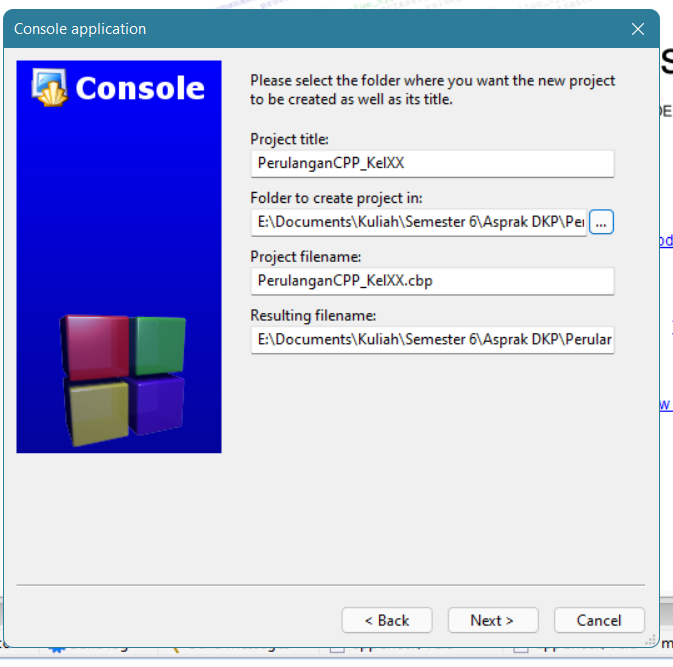 Console application
Console
Please select the folder where you want the new project
to be created as well as its title.
Project title:
PerulanganCPP_KelXX
Folder to create project in:
E:\Documents\Kuliah\Semester 6\Asprak DKP\Per
...
Project filename:
PerulanganCPP_KelXX.cbp
Resulting filename:
E:\Documents\Kuliah\Semester 6\Asprak DKP\Perular
< Back
Next >
Cancel